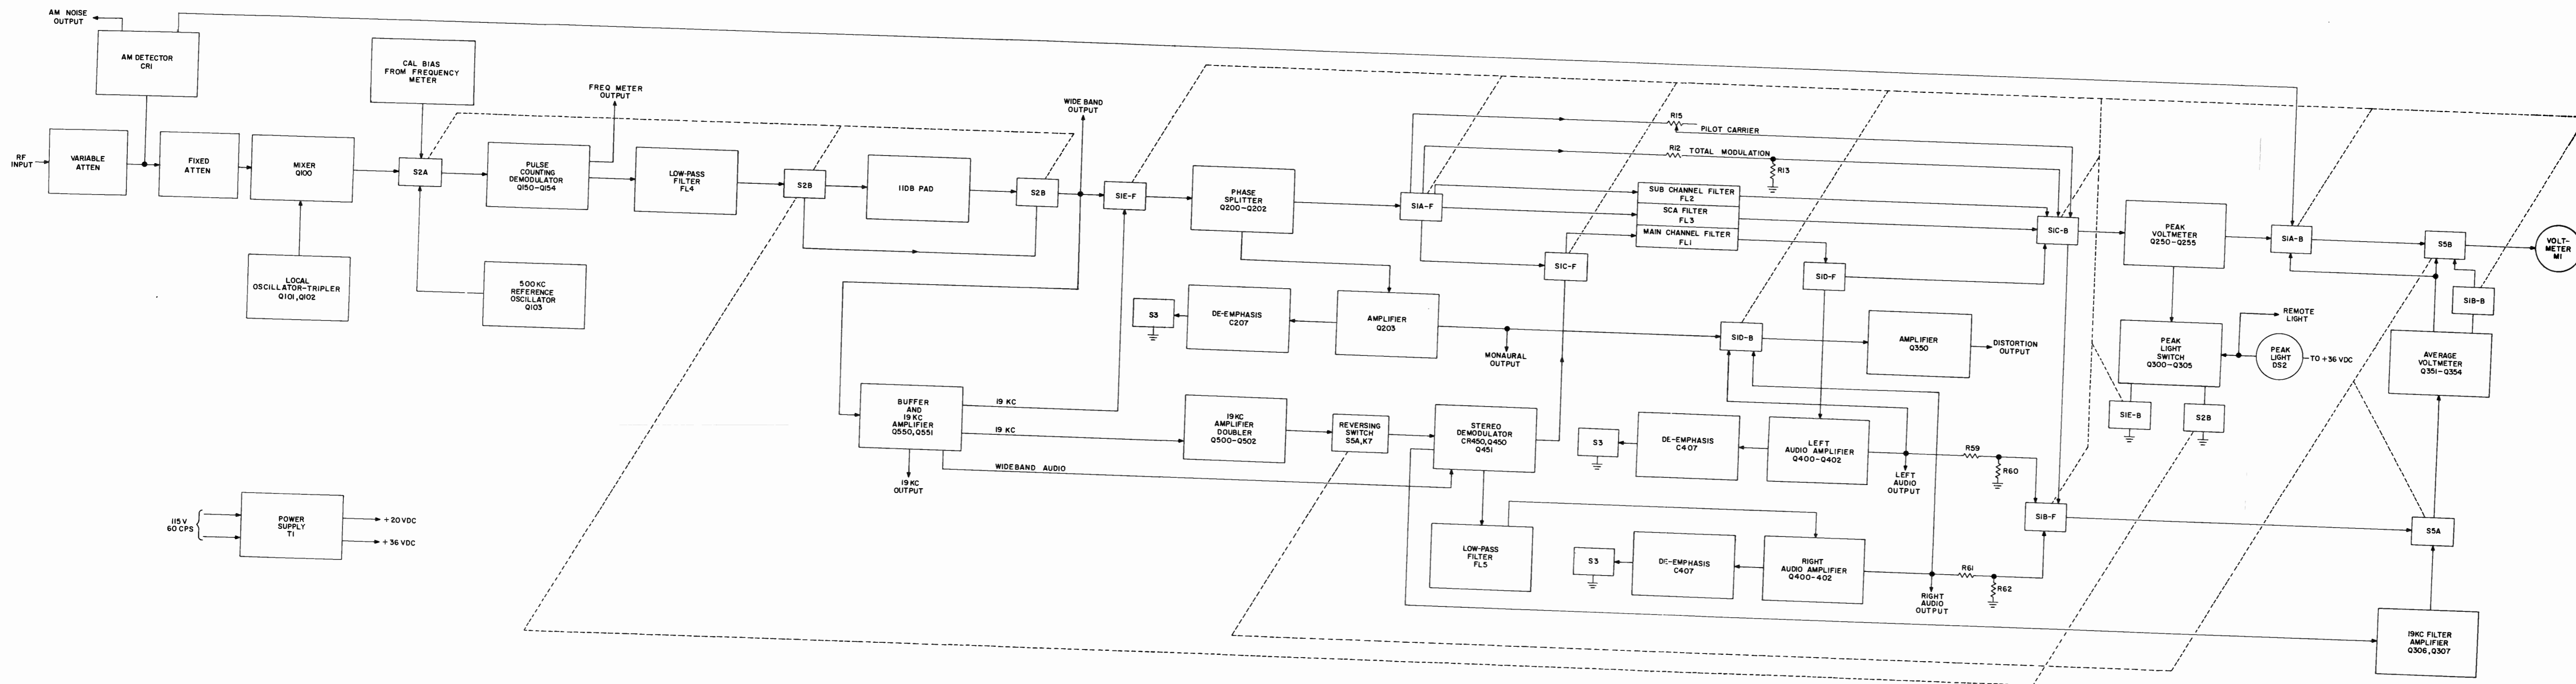 AM NOISE
OUTPUT
AM DETECTOR
CR1
CAL BIAS
FROM FREQUENCY
METER
FREQ METER
OUTPUT
WIDE BAND
OUTPUT
RF
INPUT
VARIABLE
ATTEN
FIXED
ATTEN
MIXER
Q100
S2A
PULSE
COUNTING
DEMODULATOR
Q150-Q154
LOW-PASS
FILTER
FL4
S2B
11DB PAD
S2B
S1E-F
PHASE
SPLITTER
Q200-Q202
S1A-F
R15
PILOT CARRIER
R12 TOTAL MODULATION
R13
SUB CHANNEL FILTER
FL2
SCA FILTER
FL3
MAIN CHANNEL FILTER
FL1
S1C-B
PEAK
VOLTMETER
Q250-Q255
S1A-B
S5B
VOLT-
METER
M1
LOCAL
OSCILLATOR-TRIPLER
Q101,Q102
500 KC
REFERENCE
OSCILLATOR
Q103
S3
DE-EMPHASIS
C207
AMPLIFIER
Q203
S1C-F
S1D-F
S1B-B
MONAURAL
OUTPUT
S1D-B
AMPLIFIER
Q350
DISTORTION
OUTPUT
PEAK
LIGHT
SWITCH
Q300-Q305
REMOTE
LIGHT
PEAK
LIGHT
DS2
TO +36 VDC
AVERAGE
VOLTMETER
Q351-Q354
S1E-B
S2B
BUFFER
AND
19 KC
AMPLIFIER
Q550,Q551
19 KC
19 KC
WIDEBAND AUDIO
19 KC
OUTPUT
19KC
AMPLIFIER
DOUBLER
Q500-Q502
REVERSING
SWITCH
S5A,K7
STEREO
DEMODULATOR
CR450,Q450
Q451
S3
DE-EMPHASIS
C407
LEFT
AUDIO AMPLIFIER
Q400-Q402
LEFT
AUDIO
OUTPUT
R59
R60
S1B-F
S5A
115V
60 CPS
POWER
SUPPLY
T1
+20VDC
+36 VDC
LOW-PASS
FILTER
FL5
S3
DE-EMPHASIS
C407
RIGHT
AUDIO AMPLIFIER
Q400-402
RIGHT
AUDIO
OUTPUT
R61
R62
19KC FILTER
AMPLIFIER
Q306,Q307